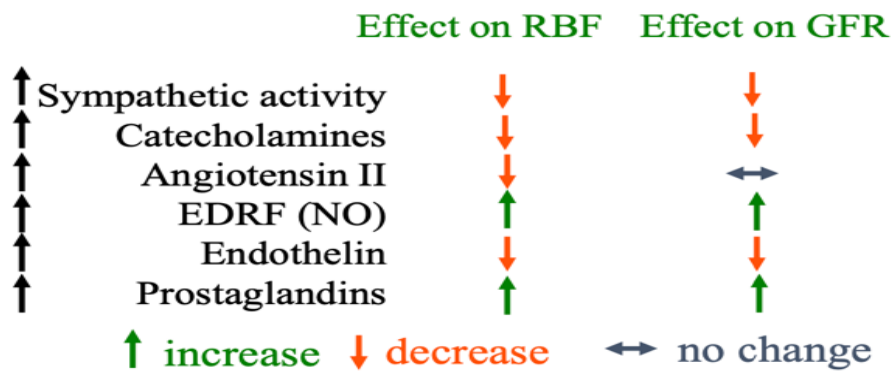 Effect on RBF Effect on GFR
Sympathetic activity
Catecholamines
Angiotensin II
EDRF (NO)
Endothelin
Prostaglandins
increase decrease no change